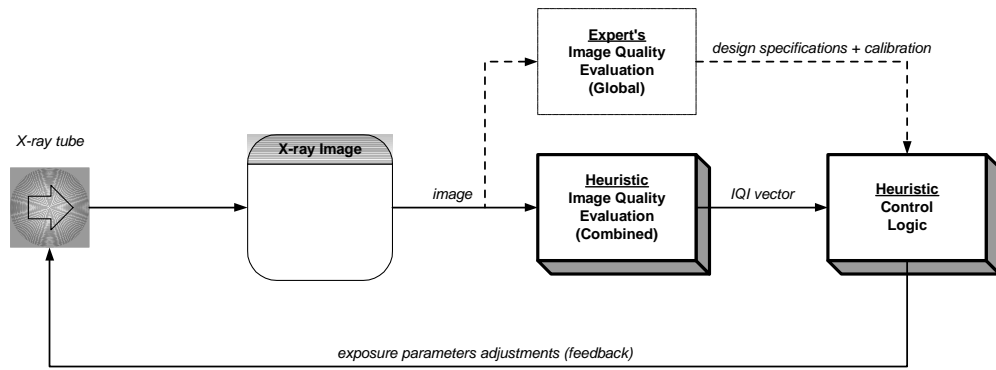 Expert's
Image Quality
Evaluation
(Global)
design specifications + calibration
X-ray tube
X-ray Image
image
Heuristic
Image Quality
Evaluation
(Combined)
IQI vector
Heuristic
Control
Logic
exposure parameters adjustments (feedback)